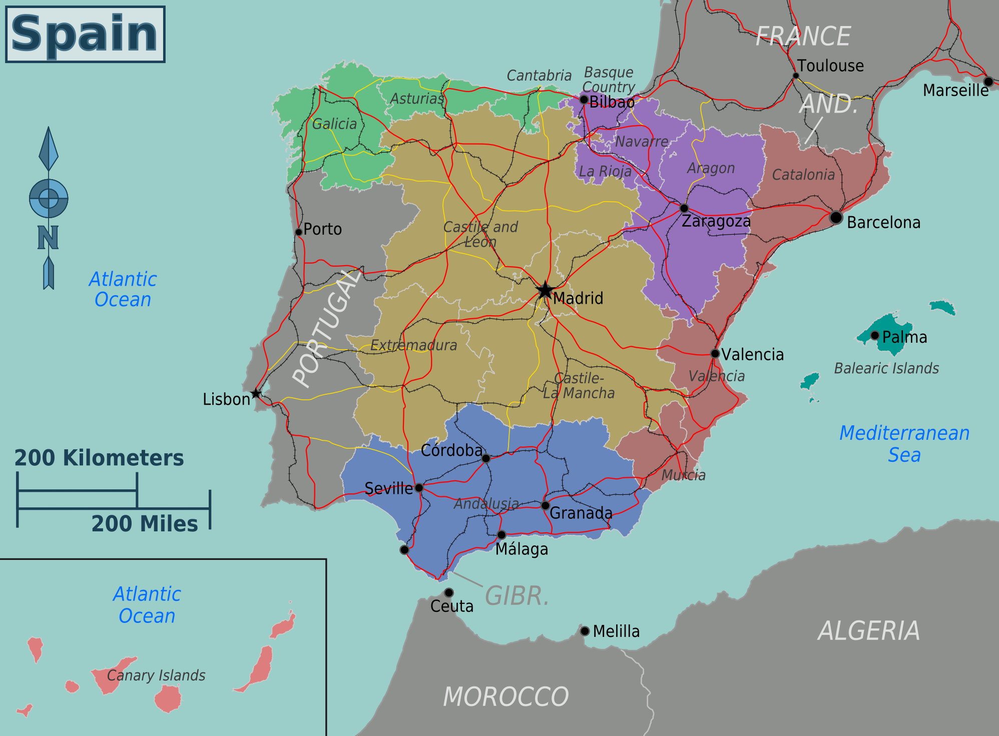 Spain
FRANCE
Toulouse
Marseille
AND.
Cantabria
Basque
Country
Bilbao
Asturias
Galicia
Navarre
La Rioja
Aragon
Catalonia
Zaragoza
Barcelona
Porto
Castile and
León
N
Atlantic
Ocean
PORTUGAL
Madrid
Extremadura
Palma
Balearic Islands
Valencia
Valencia
Castile-
La Mancha
Lisbon
Mediterranean
Sea
200 Kilometers
200 Miles
Córdoba
Seville
Murcia
Andalusia
Granada
Málaga
GIBR.
Ceuta
Melilla
ALGERIA
MOROCCO
Atlantic
Ocean
Canary Islands